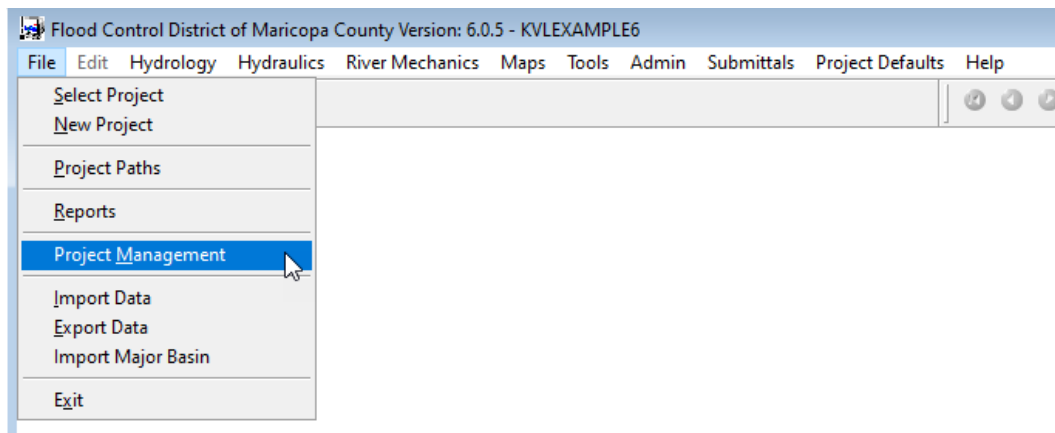 Flood Control District of Maricopa County Version: 6.0.5 - KVLEXAMPLE6
File Edit Hydrology Hydraulics River Mechanics Maps Tools Admin Submittals Project Defaults Help
Select Project
New Project
Project Paths
Reports
Project Management
Import Data
Export Data
Import Major Basin
Exit